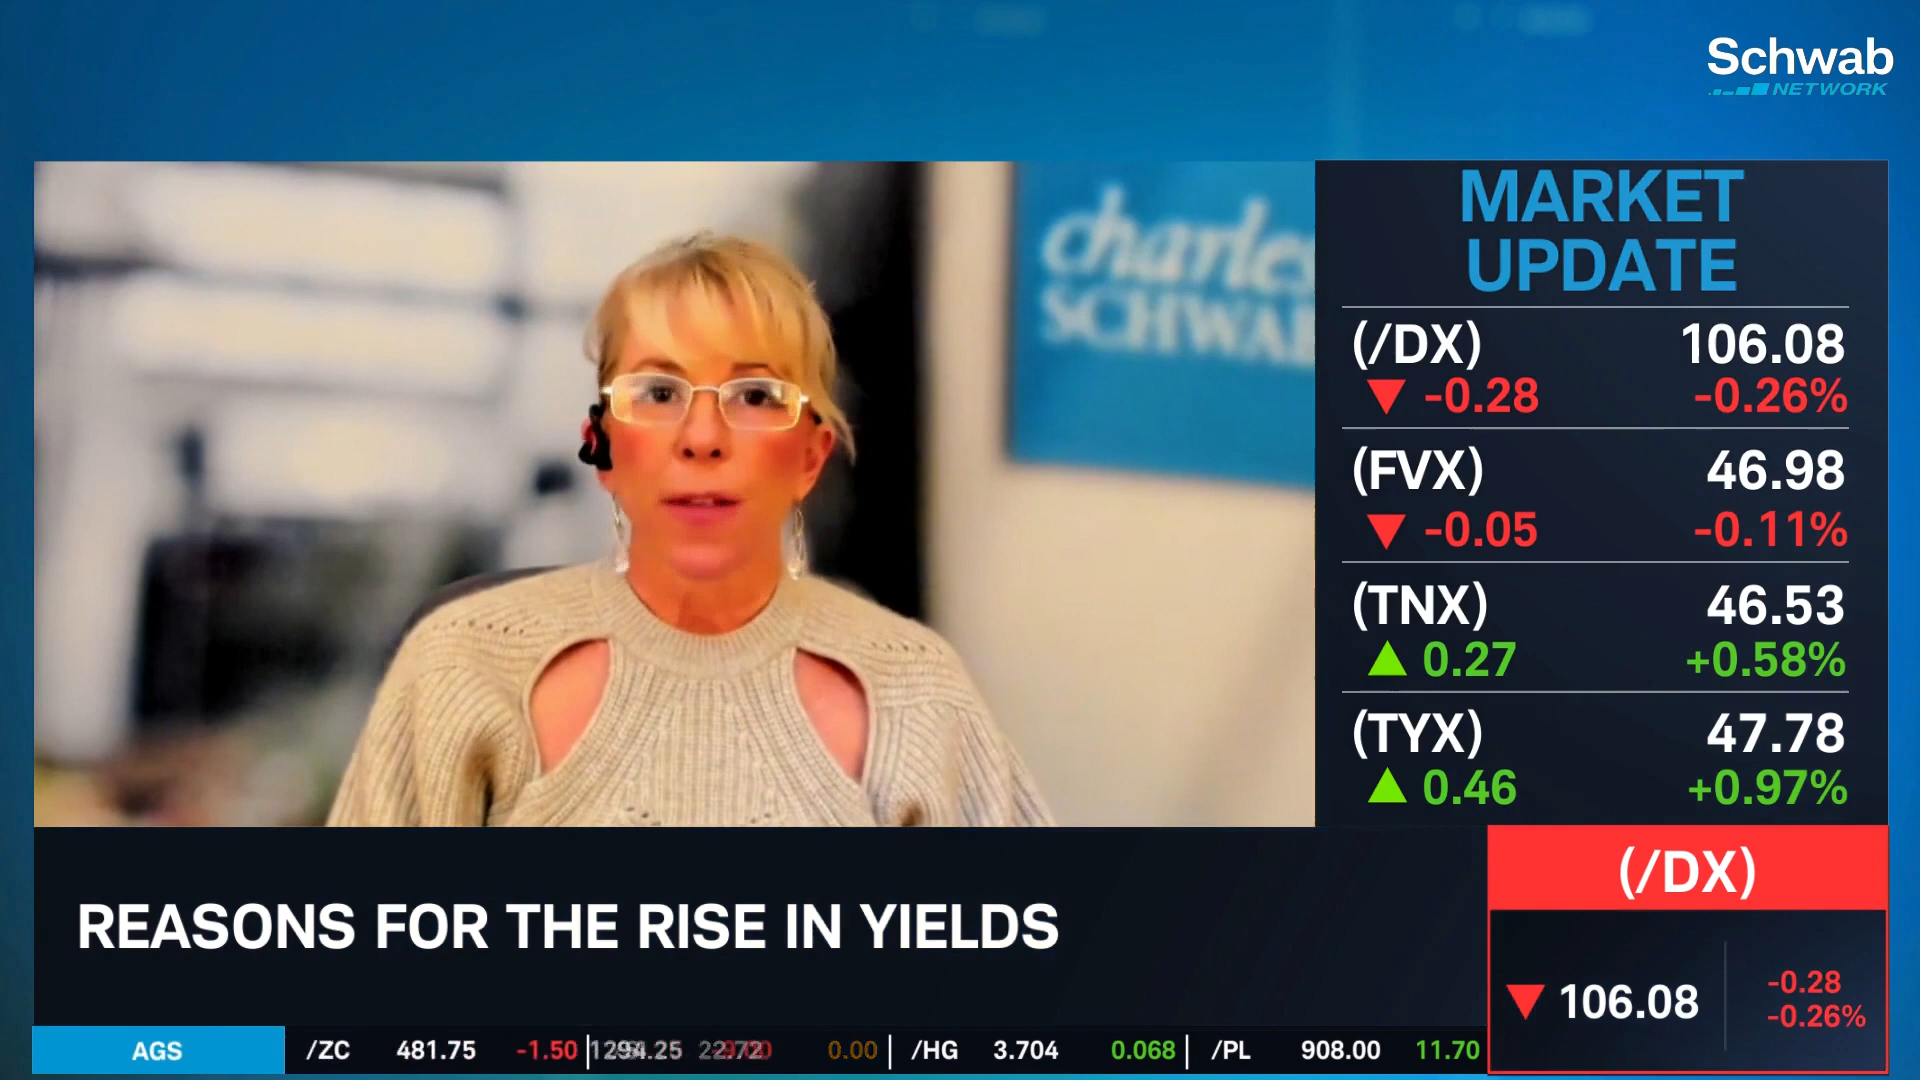 Schwab
NETWORK
charles
SCHWAB
MARKET
UPDATE
(/DX) 106.08
▼ -0.28 -0.26%
(FVX) 46.98
▼ -0.05 -0.11%
(TNX) 46.53
▲ 0.27 +0.58%
(TYX) 47.78
▲ 0.46 +0.97%
REASONS FOR THE RISE IN YIELDS
(/DX)
▼ 106.08
-0.28
-0.26%
AGS
/ZC 481.75 -1.50 0.00 /HG 3.704 0.068 /PL 908.00 11.70